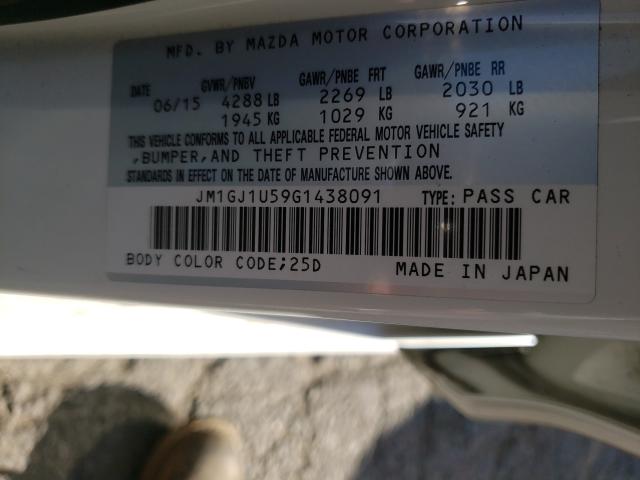 MFD. BY MAZDA MOTOR CORPORATION
DATE GVWR/PNBV GAWR/PNBE FRT GAWR/PNBE RR
06/15 4288 LB 2269 LB 2030 LB
1945 KG 1029 KG 921 KG
THIS VEHICLE CONFORMS TO ALL APPLICABLE FEDERAL MOTOR VEHICLE SAFETY
,BUMPER,AND THEFT PREVENTION
STANDARDS IN EFFECT ON THE DATE OF MANUFACTURE SHOWN ABOVE.
JM1GJ1U59G1438091 TYPE: PASS CAR
BODY COLOR CODE;25D MADE IN JAPAN